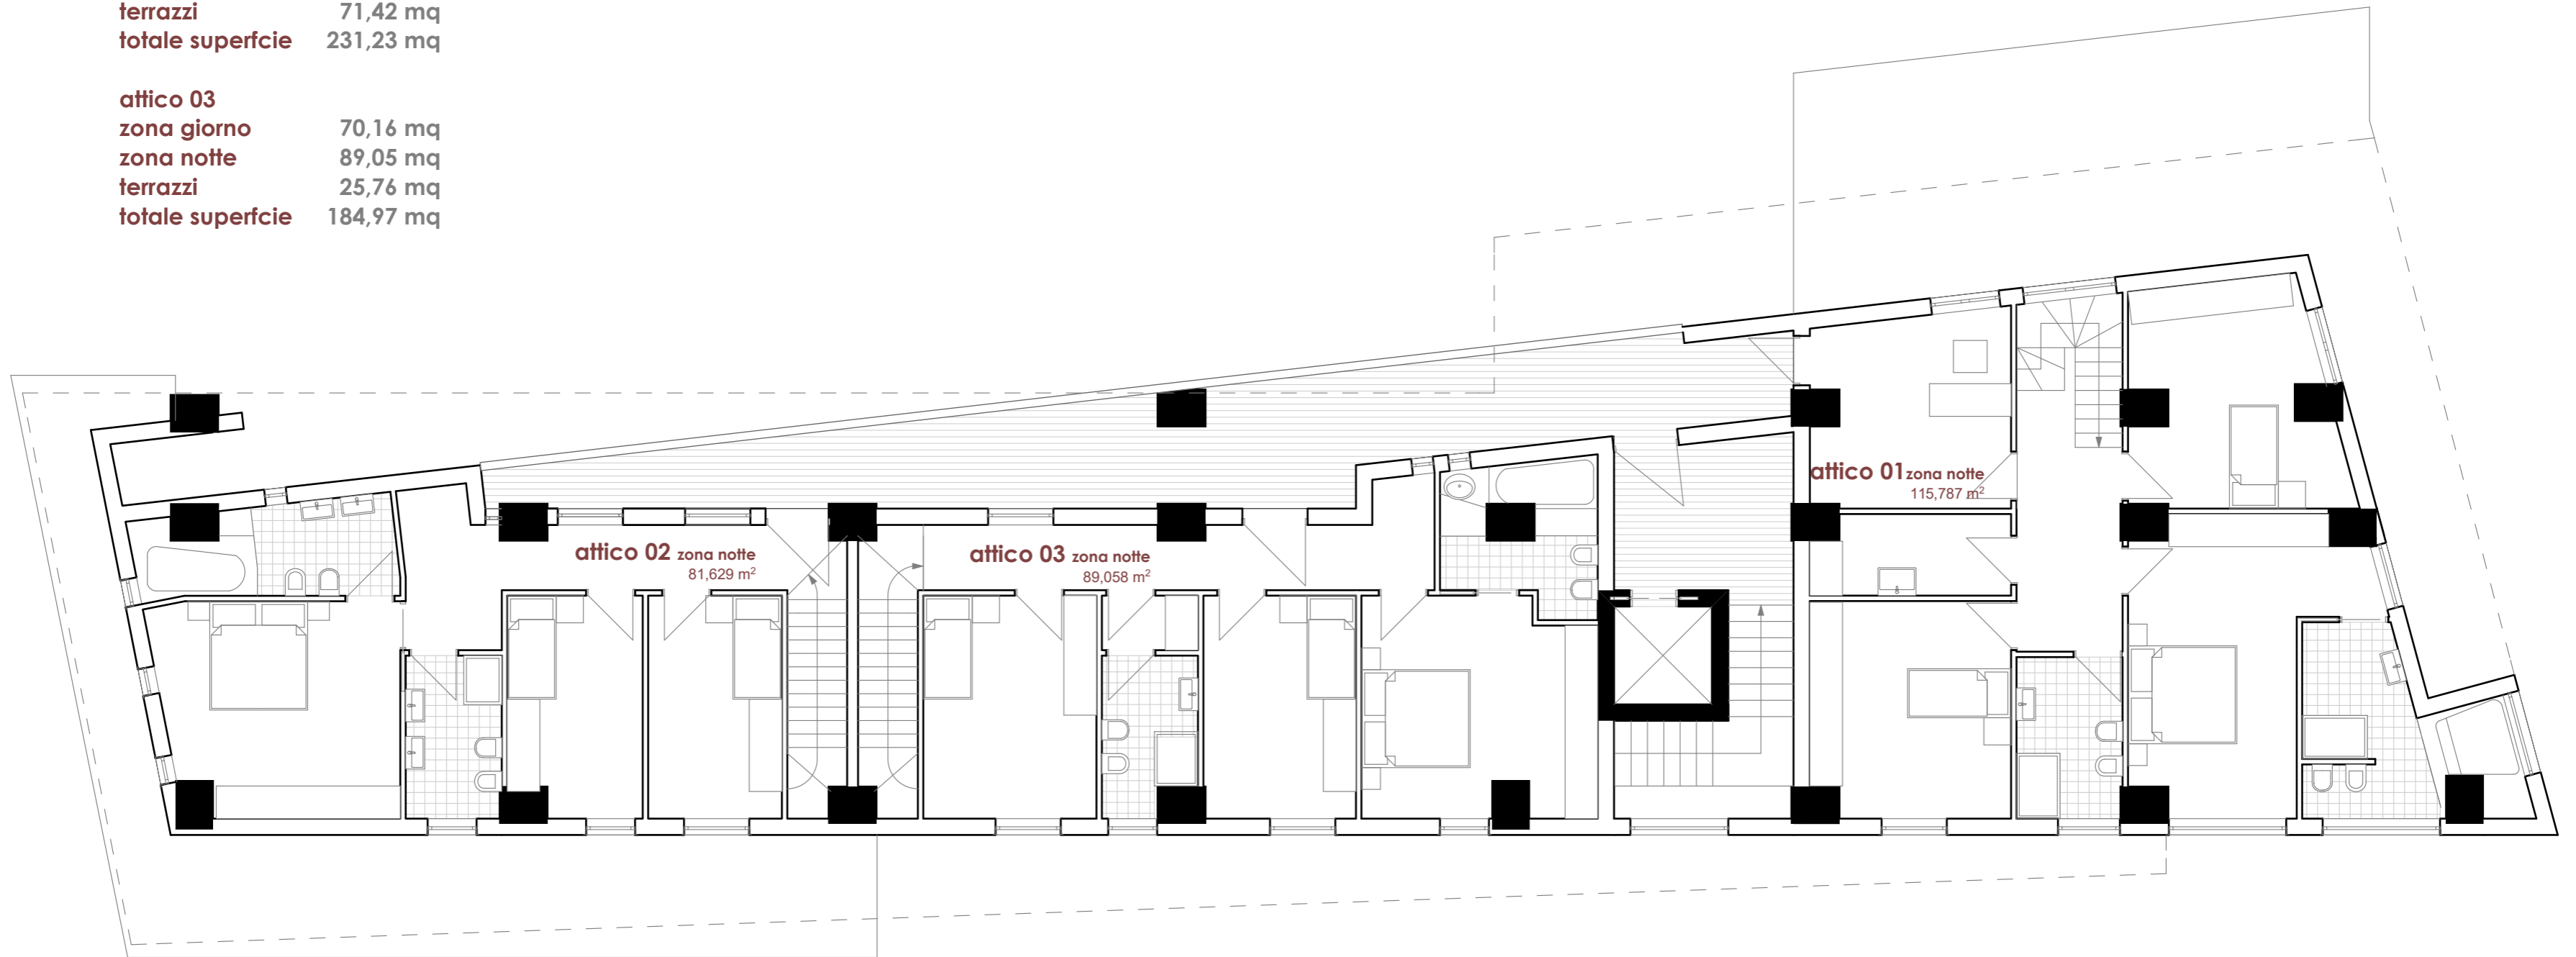 terrazzi 71,42 mq
totale superfcie 231,23 mq
attico 03
zona giorno 70,16 mq
zona notte 89,05 mq
terrazzi 25,76 mq
totale superfcie 184,97 mq
attico 01 zona notte
115,787 m²
attico 02 zona notte
81,629 m²
attico 03 zona notte
89,058 m²